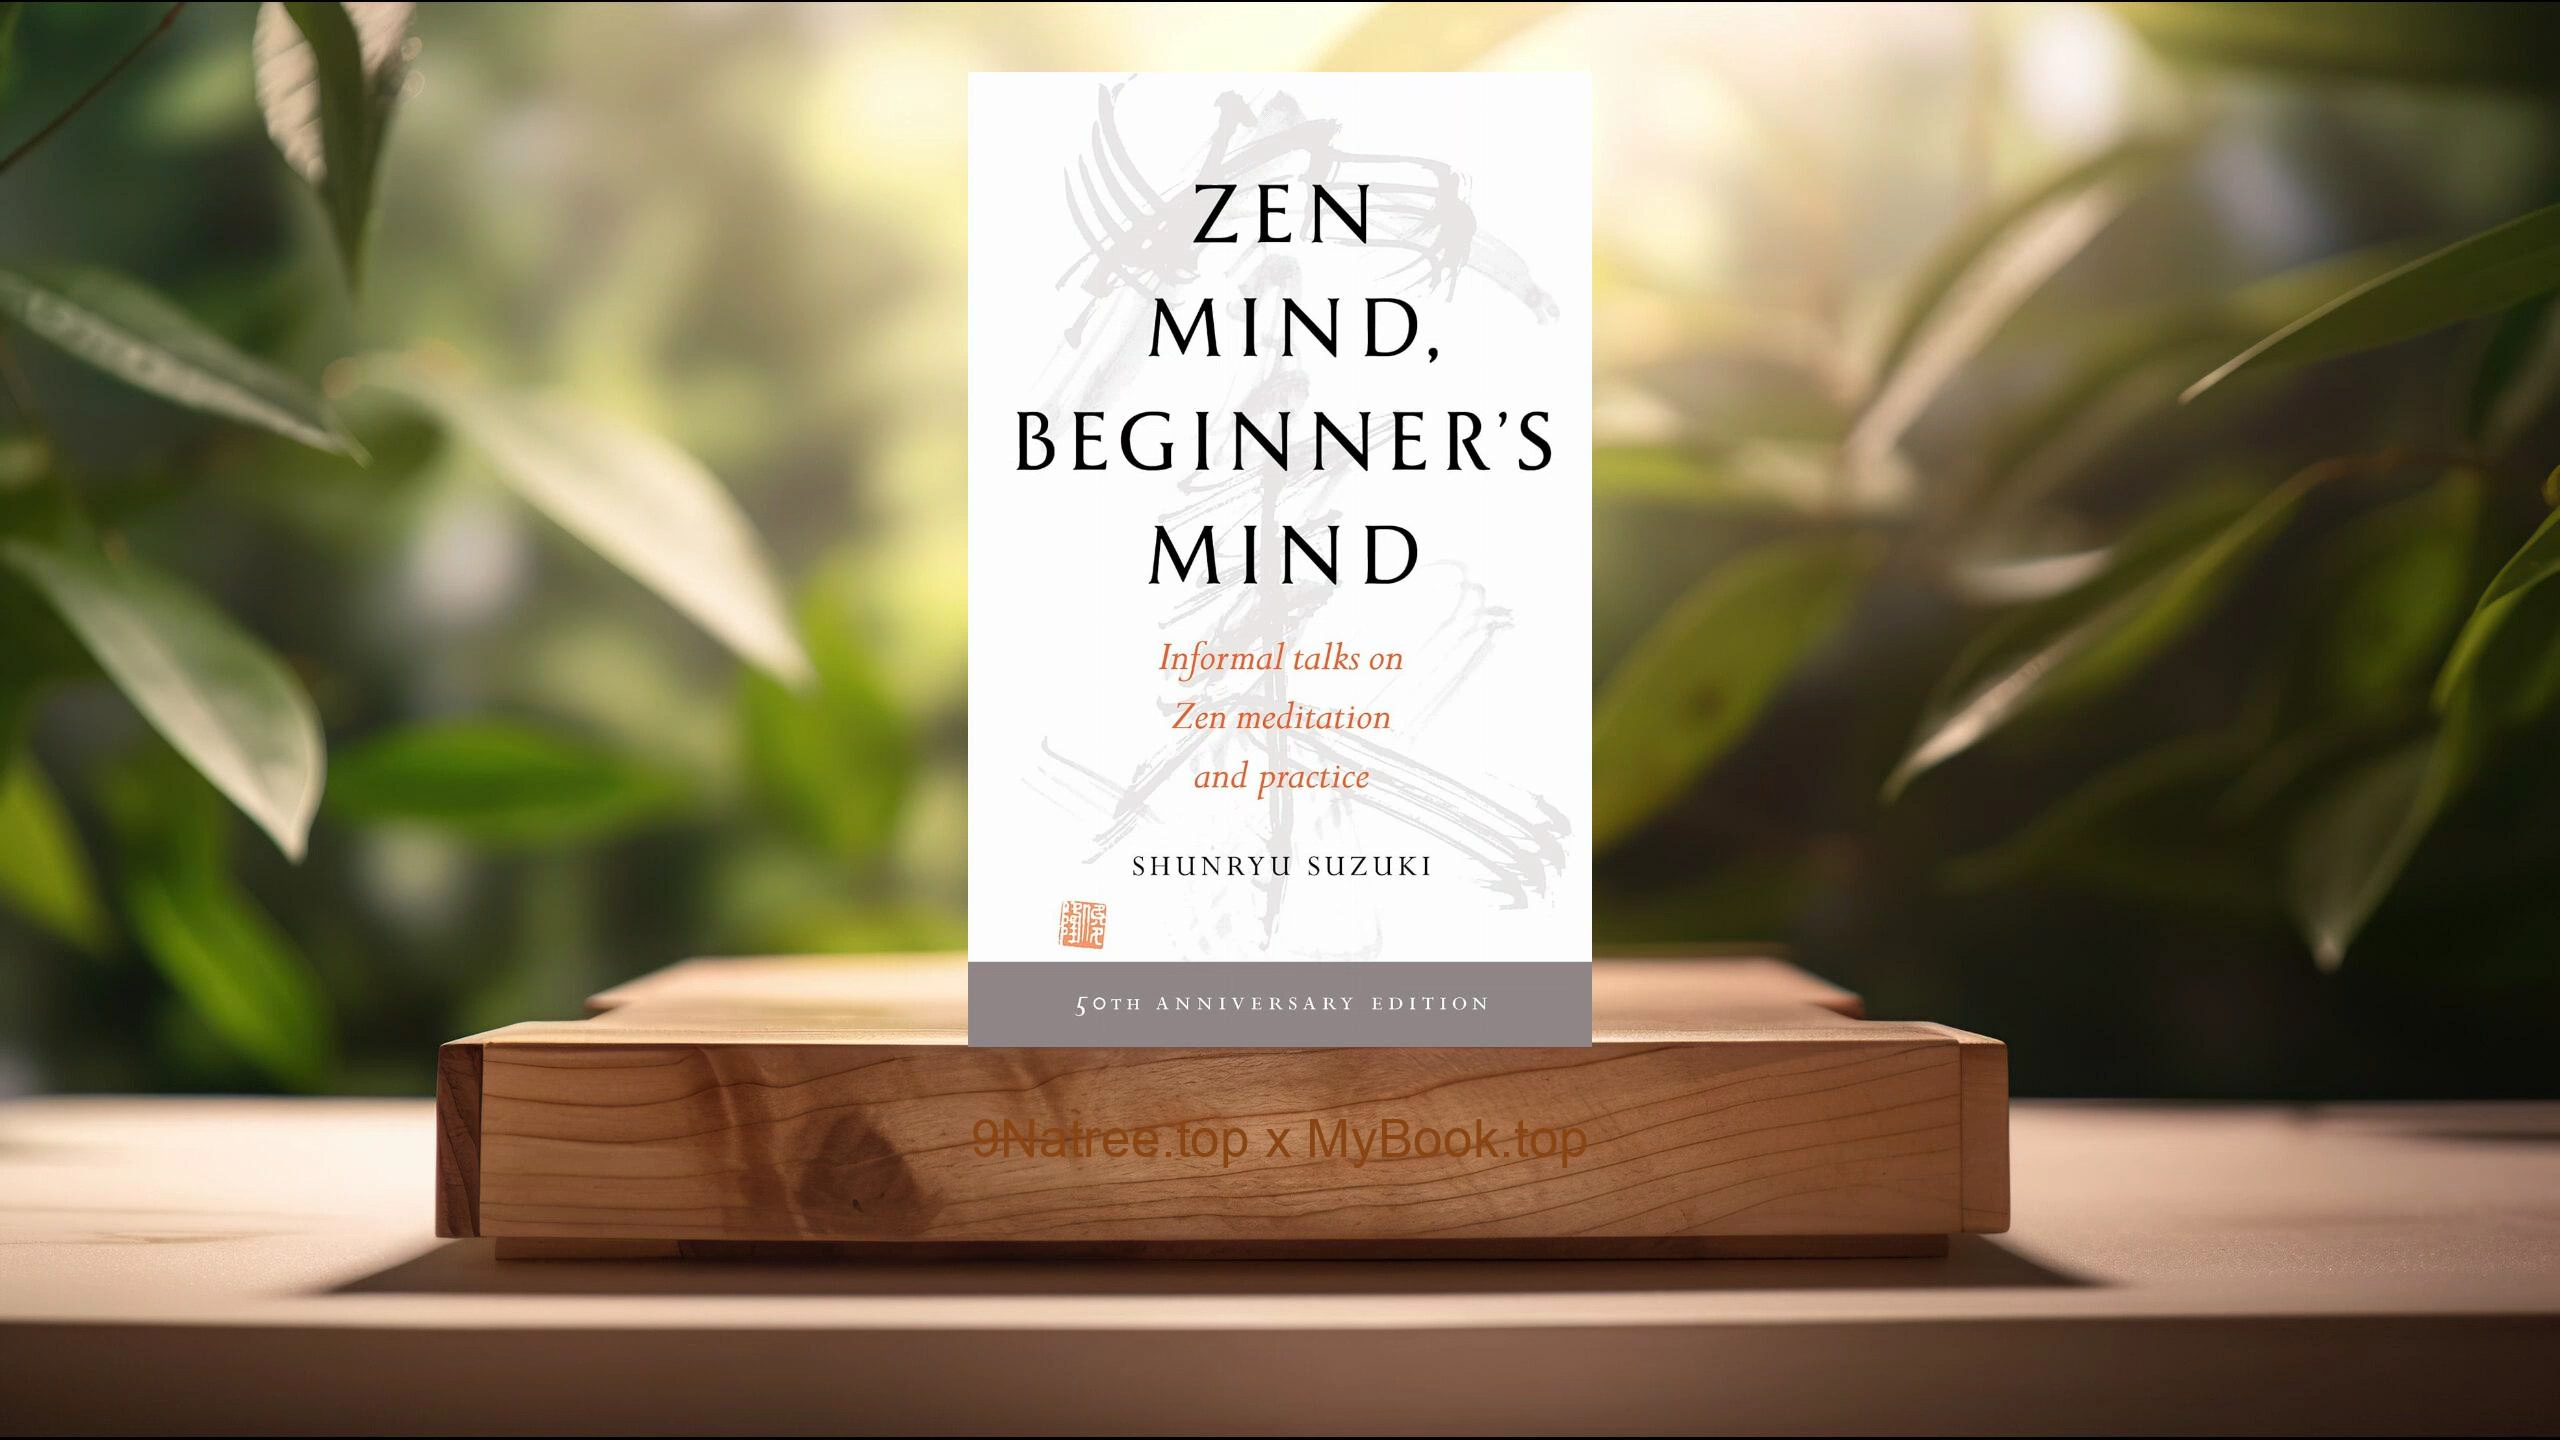 ZEN
MIND,
BEGINNER'S
MIND
Informal talks on
Zen meditation
and practice
SHUNRYU SUZUKI
50TH ANNIVERSARY EDITION
9Natree.top x MyBook.top